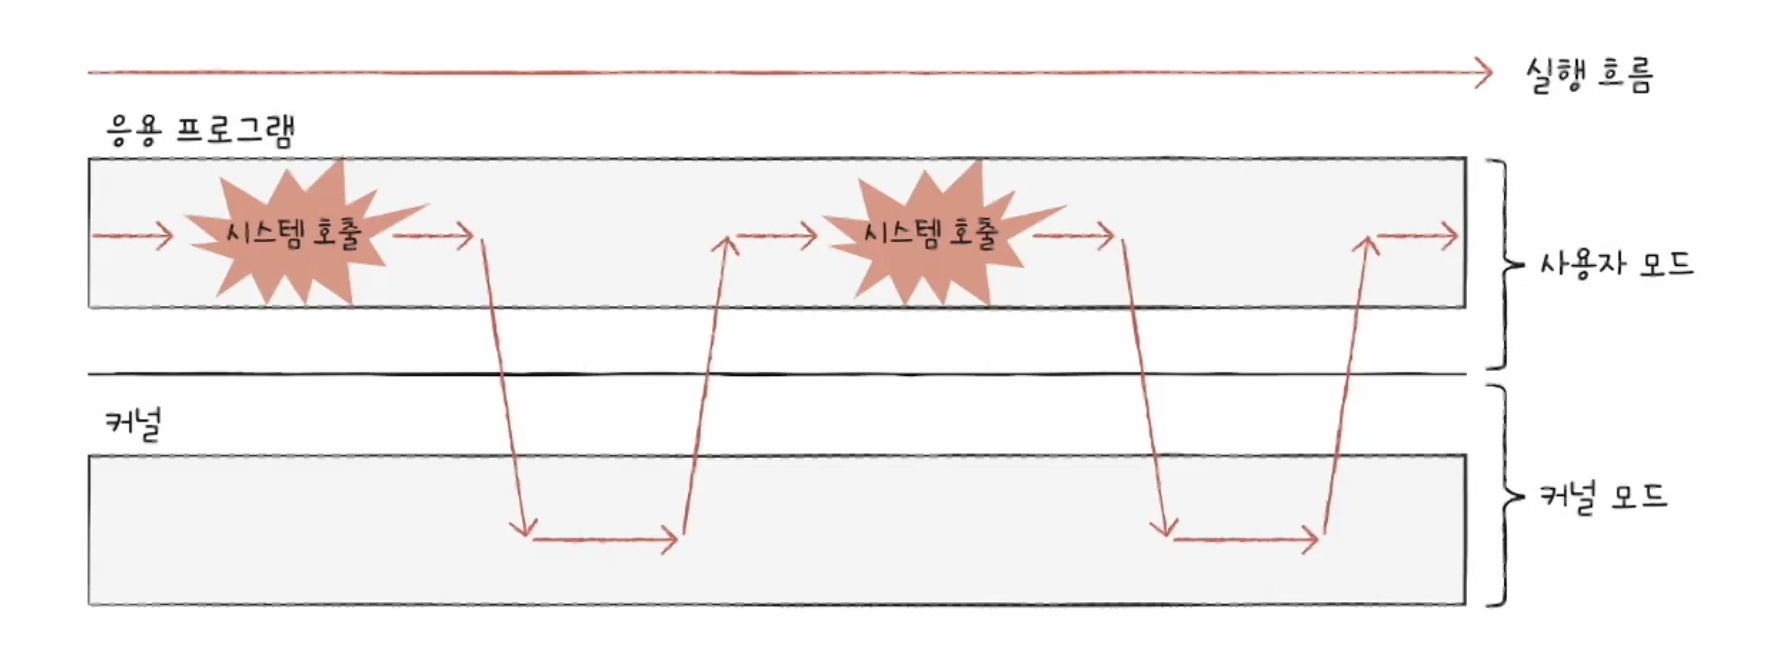 실행 흐름
응용 프로그램
시스템 호출
시스템 호출
사용자 모드
커널
커널 모드